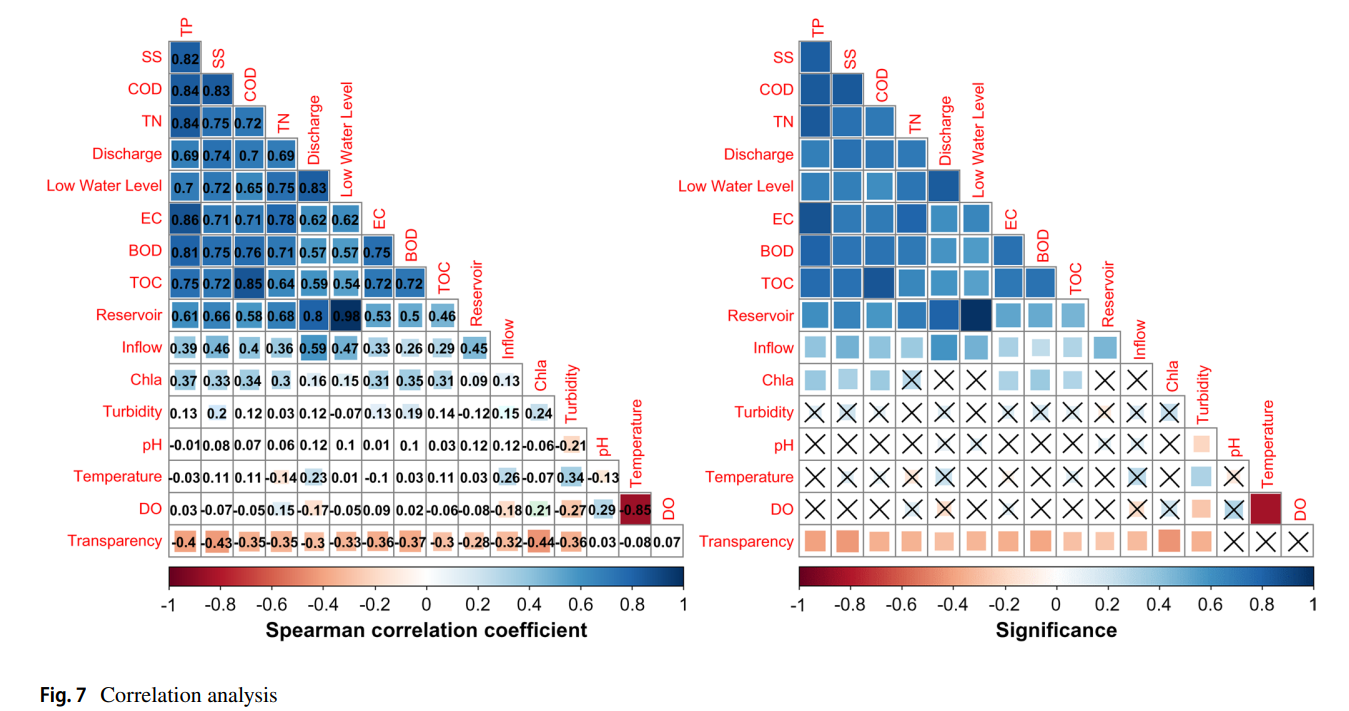 TP
SS 0.82 SS
COD 0.84 0.83 COD
TN 0.84 0.75 0.72 TN
Discharge 0.69 0.74 0.7 0.69 Discharge
Low Water Level 0.7 0.72 0.65 0.75 0.83 Low Water Level
EC 0.86 0.71 0.71 0.78 0.62 0.62 EC
BOD 0.81 0.75 0.76 0.71 0.57 0.57 0.75 BOD
TOC 0.75 0.72 0.85 0.64 0.59 0.54 0.72 0.72 TOC
Reservoir 0.61 0.66 0.58 0.68 0.8 0.98 0.53 0.5 0.46 Reservoir
Inflow 0.39 0.46 0.4 0.36 0.59 0.47 0.33 0.26 0.29 0.45 Inflow
Chla 0.37 0.33 0.34 0.3 0.16 0.15 0.31 0.35 0.31 0.09 0.13 Chla
Turbidity 0.13 0.2 0.12 0.03 0.12 -0.07 0.13 0.19 0.14 -0.12 0.15 0.24 Turbidity
pH -0.01 0.08 0.07 0.06 0.12 0.1 0.01 0.1 0.03 0.12 0.12 -0.06 -0.21 pH
Temperature -0.03 0.11 0.11 -0.14 0.23 0.01 -0.1 0.03 0.11 0.03 0.26 -0.07 0.34 -0.13 Temperature
DO 0.03 -0.07 -0.05 0.15 -0.17 -0.05 0.09 0.02 -0.06 -0.08 -0.18 0.21 -0.27 0.29 -0.85 DO
Transparency -0.4 -0.43 -0.35 -0.35 -0.3 -0.33 -0.36 -0.37 -0.3 -0.28 -0.32 -0.44 -0.36 0.03 -0.08 0.07
-1 -0.8 -0.6 -0.4 -0.2 0 0.2 0.4 0.6 0.8 1
Spearman correlation coefficient
TP
SS SS
COD COD
TN TN
Discharge Discharge
Low Water Level Low Water Level
EC EC
BOD BOD
TOC TOC
Reservoir Reservoir
Inflow Inflow
Chla Chla
Turbidity Turbidity
pH pH
Temperature Temperature
DO DO
Transparency
-1 -0.8 -0.6 -0.4 -0.2 0 0.2 0.4 0.6 0.8 1
Significance
Fig. 7 Correlation analysis